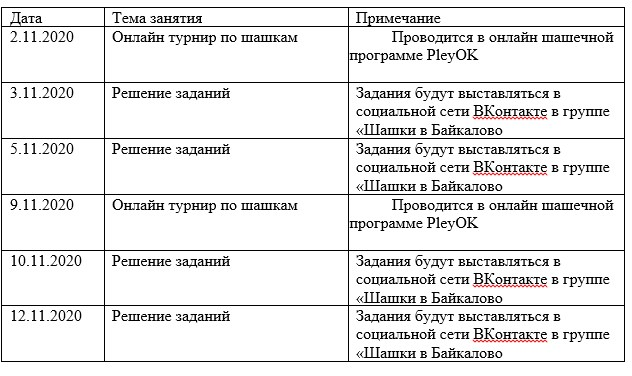 Дата Тема занятия Примечание
2.11.2020 Онлайн турнир по шашкам Проводится в онлайн шашечной
программе PleyOK
3.11.2020 Решение заданий Задания будут выставляться в
социальной сети ВКонтакте в группе
«Шашки в Байкалово
5.11.2020 Решение заданий Задания будут выставляться в
социальной сети ВКонтакте в группе
«Шашки в Байкалово
9.11.2020 Онлайн турнир по шашкам Проводится в онлайн шашечной
программе PleyOK
10.11.2020 Решение заданий Задания будут выставляться в
социальной сети ВКонтакте в группе
«Шашки в Байкалово
12.11.2020 Решение заданий Задания будут выставляться в
социальной сети ВКонтакте в группе
«Шашки в Байкалово